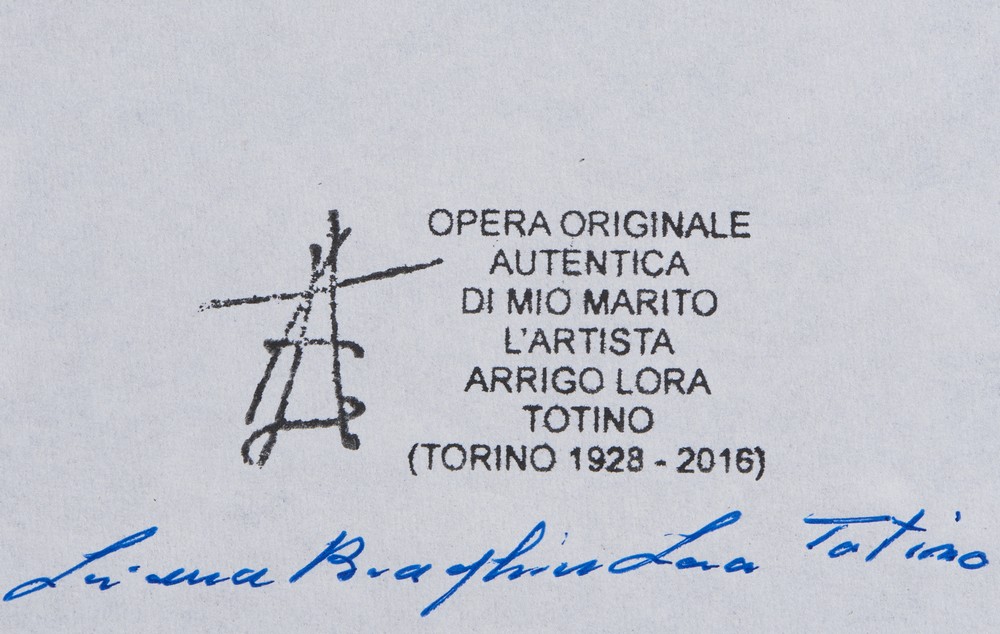 OPERA ORIGINALE
AUTENTICA
DI MIO MARITO
L'ARTISTA
ARRIGO LORA
TOTINO
(TORINO 1928 - 2016)
Lora Totino